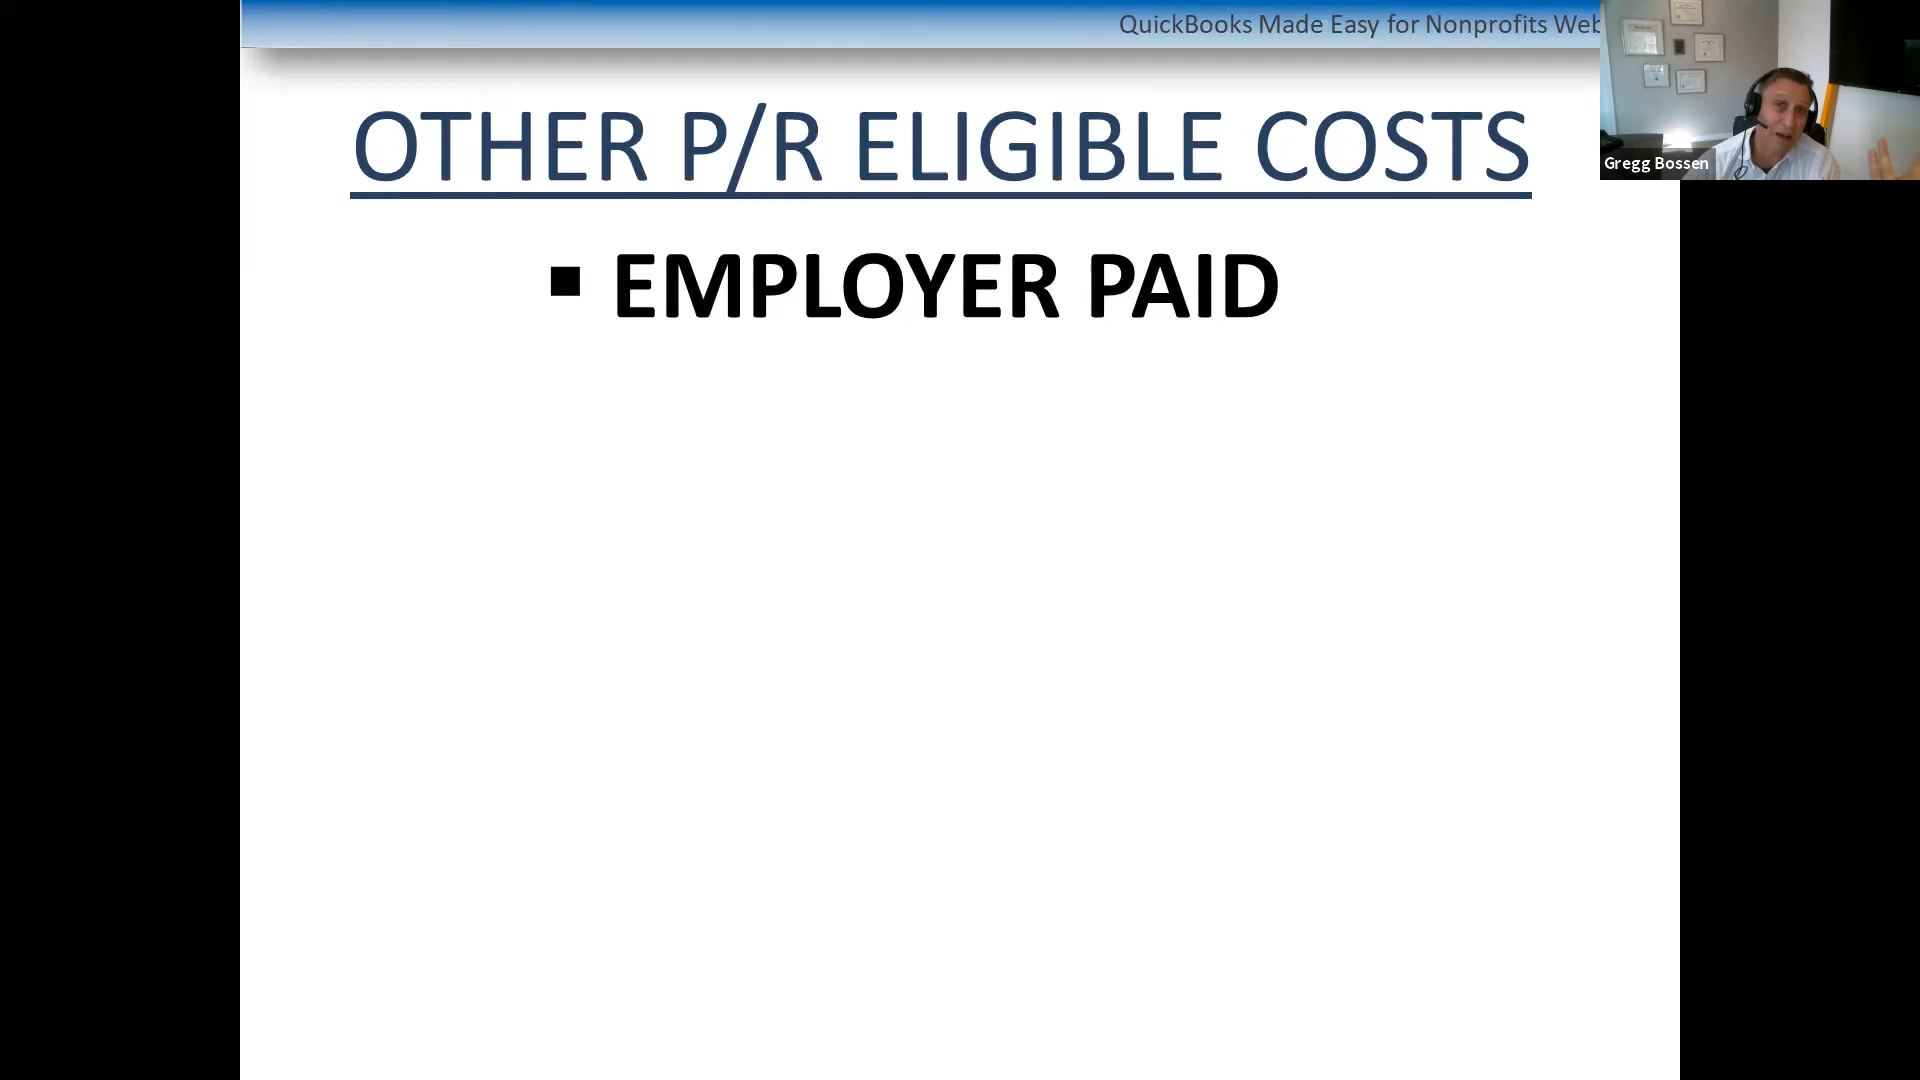 QuickBooks Made Easy for Nonprofits Web
OTHER P/R ELIGIBLE COSTS
▪ EMPLOYER PAID
Gregg Bossen